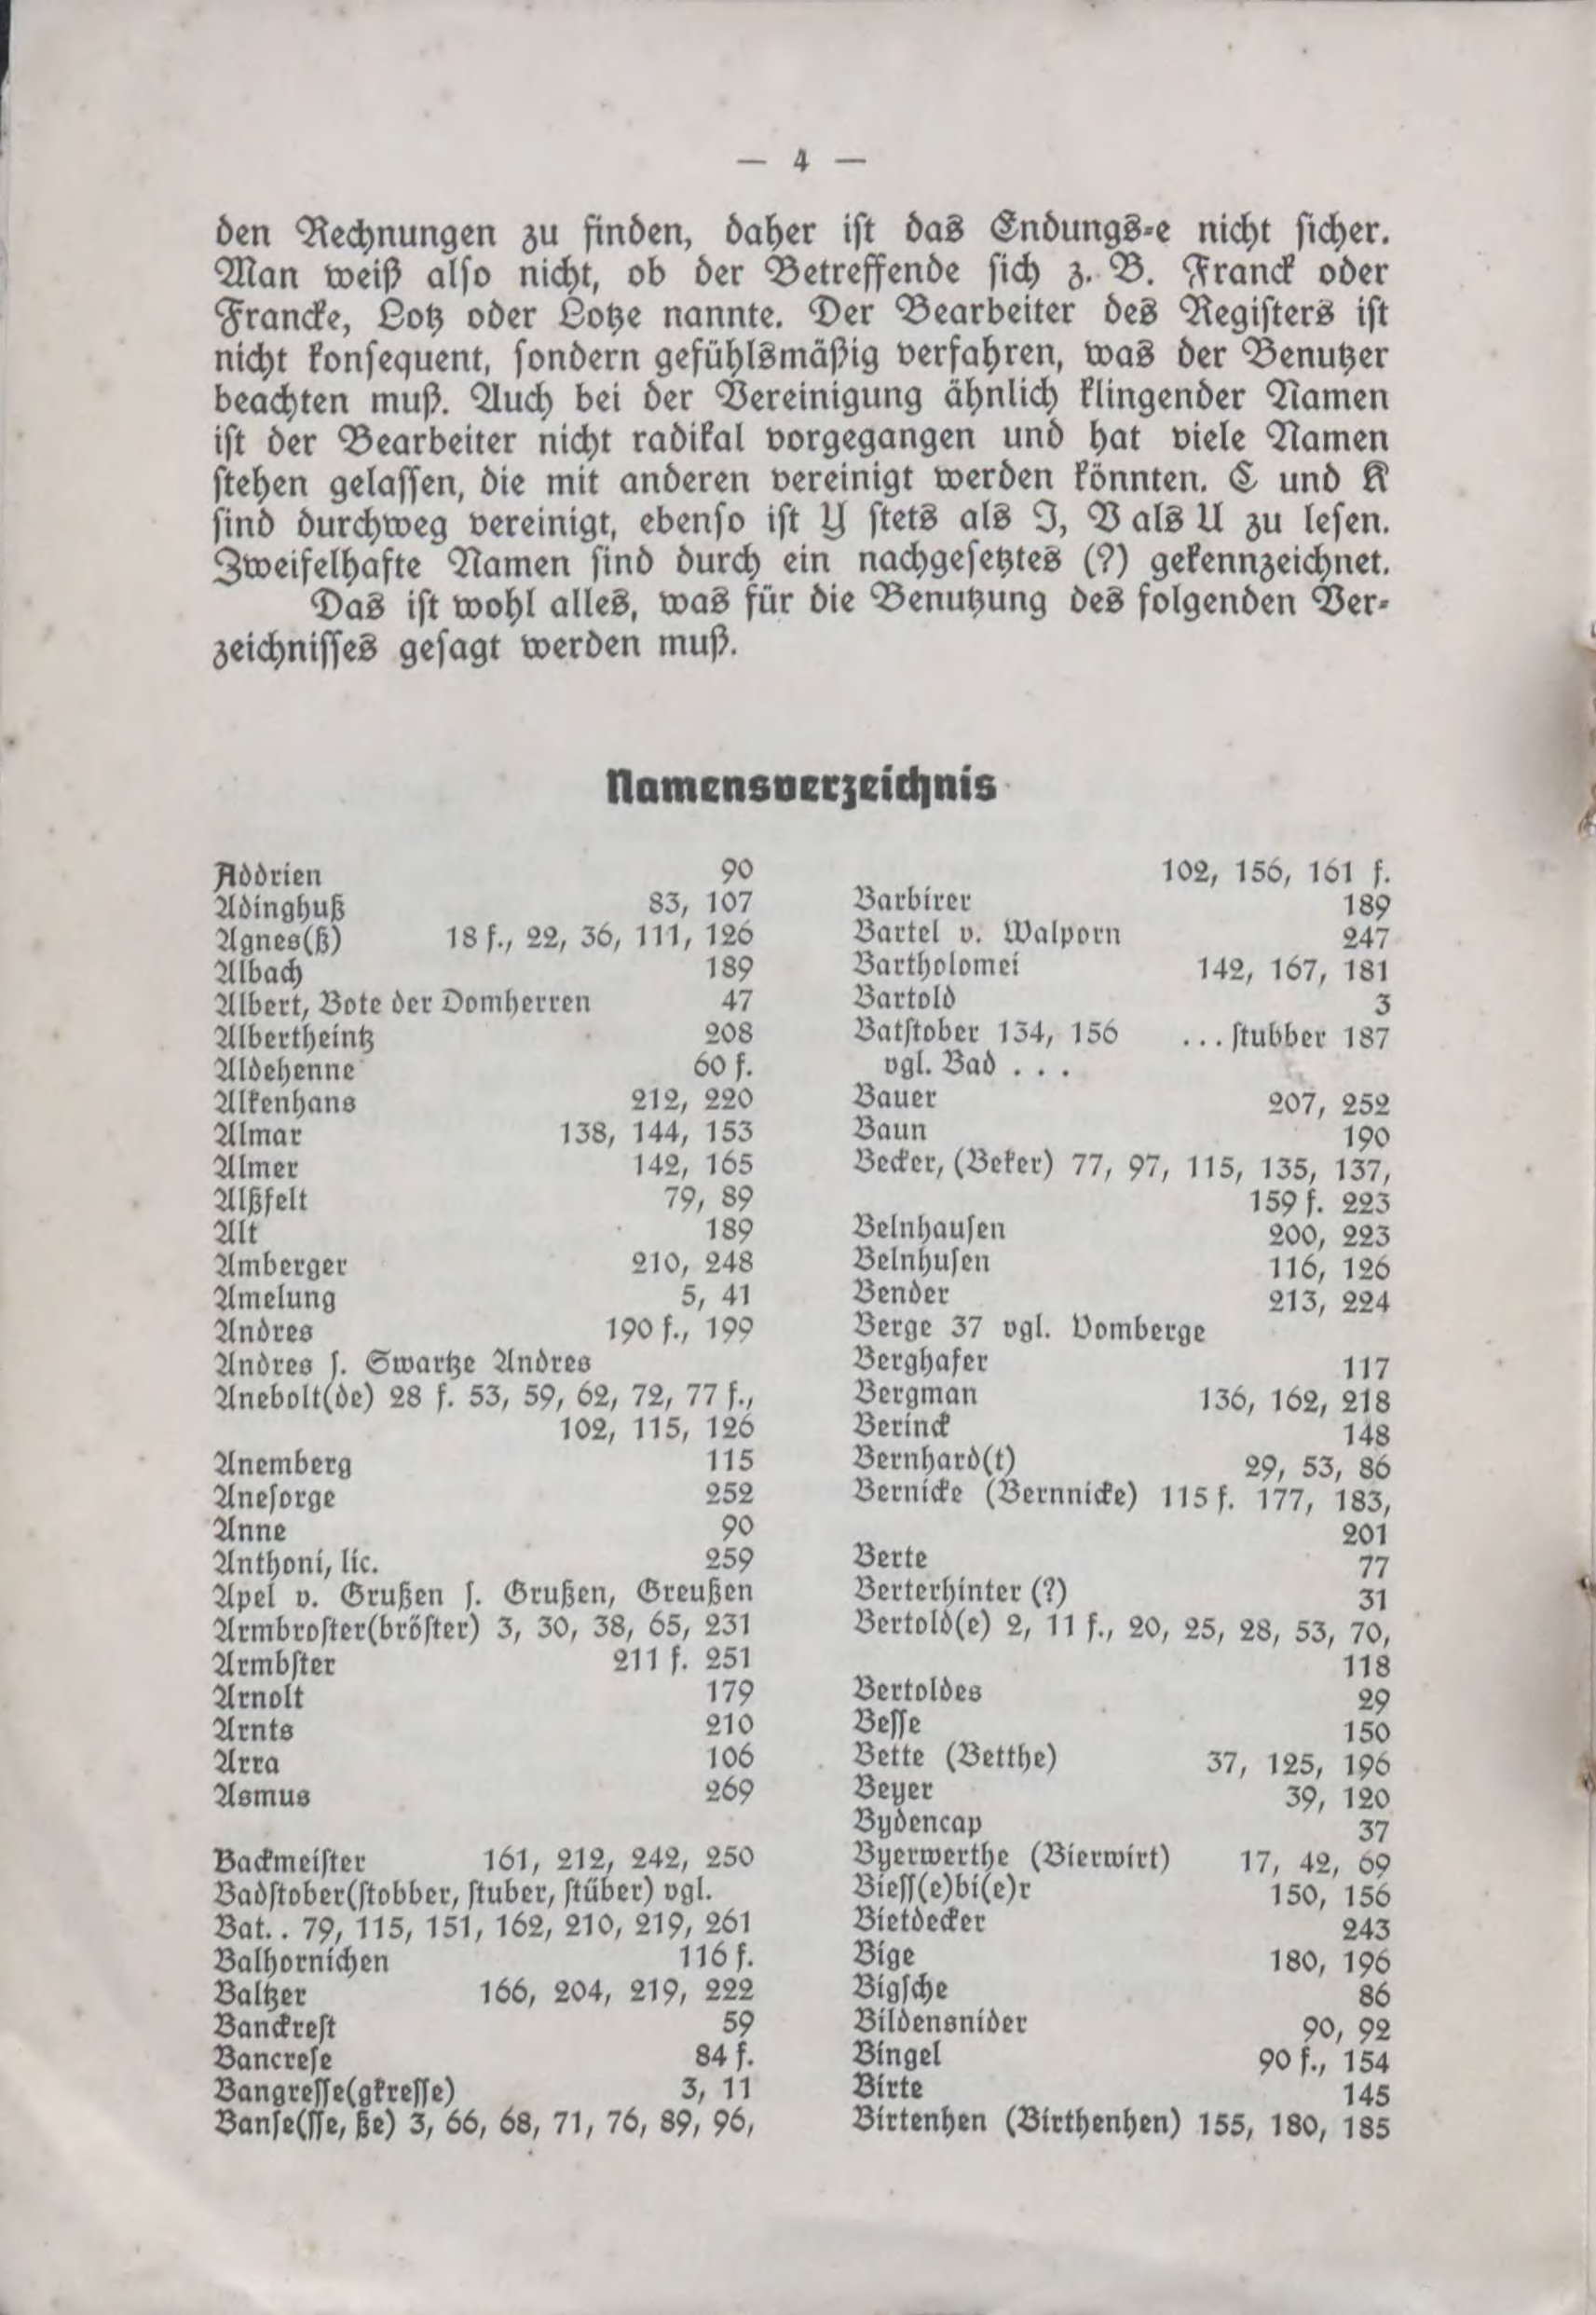 — 4 —
den Rechnungen zu finden, daher ist das Endungs-e nicht sicher.
Man weiß also nicht, ob der Betreffende sich z. B. Franck oder
Francke, Lotz oder Lotze nannte. Der Bearbeiter des Registers ist
nicht konsequent, sondern gefühlsmäßig verfahren, was der Benutzer
beachten muß. Auch bei der Vereinigung ähnlich klingender Namen
ist der Bearbeiter nicht radikal vorgegangen und hat viele Namen
stehen gelassen, die mit anderen vereinigt werden könnten. C und K
sind durchweg vereinigt, ebenso ist Y stets als I, V als U zu lesen.
Zweifelhafte Namen sind durch ein nachgesetztes (?) gekennzeichnet.
Das ist wohl alles, was für die Benutzung des folgenden Ver-
zeichnisses gesagt werden muß.
Namensverzeichnis
Addrien 90
Adinghuß 83, 107
Agnes(ß) 18 f., 22, 36, 111, 126
Albach 189
Albert, Bote der Domherren 47
Albertheintz 208
Aldehenne 60 f.
Alkenhans 212, 220
Almar 138, 144, 153
Almer 142, 165
Alßfelt 79, 89
Alt 189
Amberger 210, 248
Amelung 5, 41
Andres 190 f., 199
Andres s. Swartze Andres
Anebolt(de) 28 f. 53, 59, 62, 72, 77 f.,
102, 115, 126
Anemberg 115
Anesorge 252
Anne 90
Anthoni, lic. 259
Apel v. Grußen s. Grußen, Greußen
Armbroster(bröster) 3, 30, 38, 65, 231
Armbster 211 f. 251
Arnolt 179
Arnts 210
Arra 106
Asmus 269
Backmeister 161, 212, 242, 250
Badstober(stobber, stuber, stüber) vgl.
Bat.. 79, 115, 151, 162, 210, 219, 261
Balhornichen 116 f.
Baltzer 166, 204, 219, 222
Banckrest 59
Bancrese 84 f.
Bangresse(gkresse) 3, 11
Banse(sse, ße) 3, 66, 68, 71, 76, 89, 96,
102, 156, 161 f.
Barbirer 189
Bartel v. Walporn 247
Bartholomei 142, 167, 181
Bartold 3
Batstober 134, 156 ...stubber 187
vgl. Bad . . .
Bauer 207, 252
Baun 190
Becker, (Beker) 77, 97, 115, 135, 137,
159 f. 223
Belnhausen 200, 223
Belnhusen 116, 126
Bender 213, 224
Berge 37 vgl. Vomberge
Berghafer 117
Bergman 136, 162, 218
Berinck 148
Bernhard(t) 29, 53, 86
Bernicke (Bernnicke) 115 f. 177, 183,
201
Berte 77
Berterhinter (?) 31
Bertold(e) 2, 11 f., 20, 25, 28, 53, 70,
118
Bertoldes 29
Besse 150
Bette (Betthe) 37, 125, 196
Beyer 39, 120
Bydencap 37
Byerwerthe (Bierwirt) 17, 42, 69
Biess(e)bi(e)r 150, 156
Bietdecker 243
Bige 180, 196
Bigsche 86
Bildensnider 90, 92
Bingel 90 f., 154
Birte 145
Birtenhen (Birthenhen) 155, 180, 185